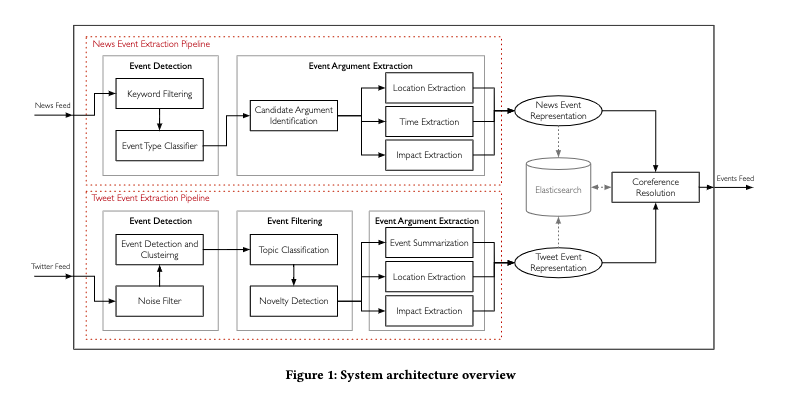 News Event Extraction Pipeline
Event Detection
Event Argument Extraction
News Feed
Keyword Filtering
Event Type Classifier
Candidate Argument
Identification
Location Extraction
Time Extraction
Impact Extraction
News Event
Representation
Elasticsearch
Coreference
Resolution
Events Feed
Tweet Event Extraction Pipeline
Event Detection
Event Filtering
Event Argument Extraction
Twitter Feed
Event Detection and
Clusteirng
Noise Filter
Topic Classification
Novelty Detection
Event Summarization
Location Extraction
Impact Extraction
Tweet Event
Representation
Figure 1: System architecture overview